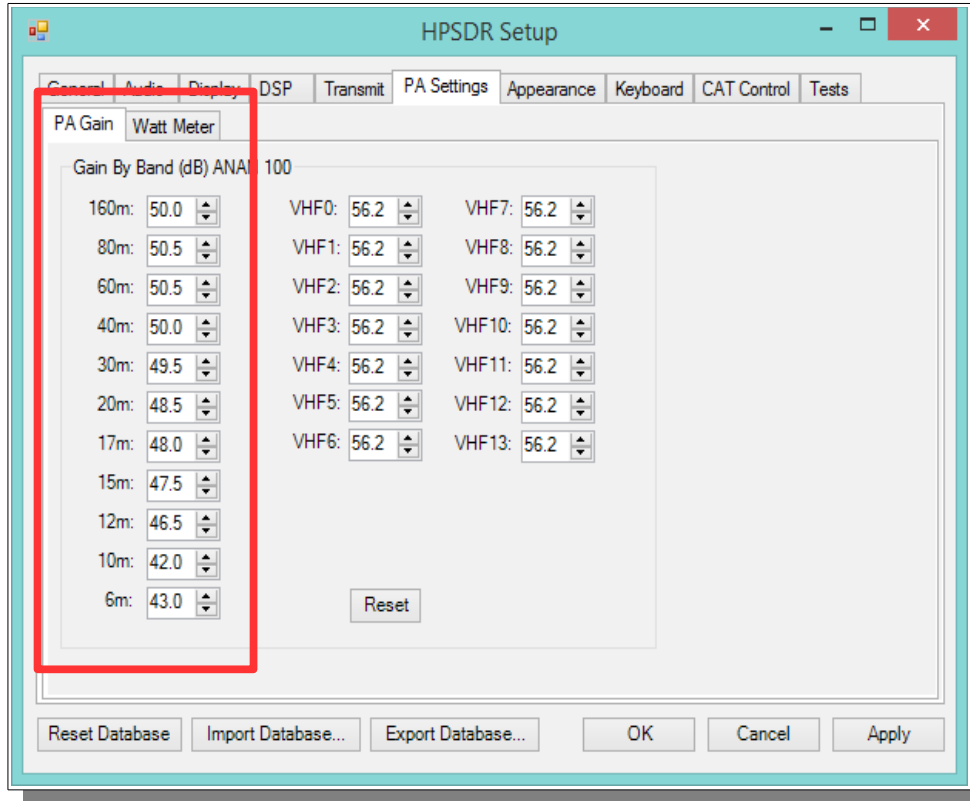 HPSDR Setup
General Audio Display DSP Transmit PA Settings Appearance Keyboard CAT Control Tests
PA Gain Watt Meter
Gain By Band (dB) ANAN 100
160m: 50.0 VHF0: 56.2 VHF7: 56.2
80m: 50.5 VHF1: 56.2 VHF8: 56.2
60m: 50.5 VHF2: 56.2 VHF9: 56.2
40m: 50.0 VHF3: 56.2 VHF10: 56.2
30m: 49.5 VHF4: 56.2 VHF11: 56.2
20m: 48.5 VHF5: 56.2 VHF12: 56.2
17m: 48.0 VHF6: 56.2 VHF13: 56.2
15m: 47.5
12m: 46.5
10m: 42.0
6m: 43.0 Reset
Reset Database Import Database... Export Database... OK Cancel Apply